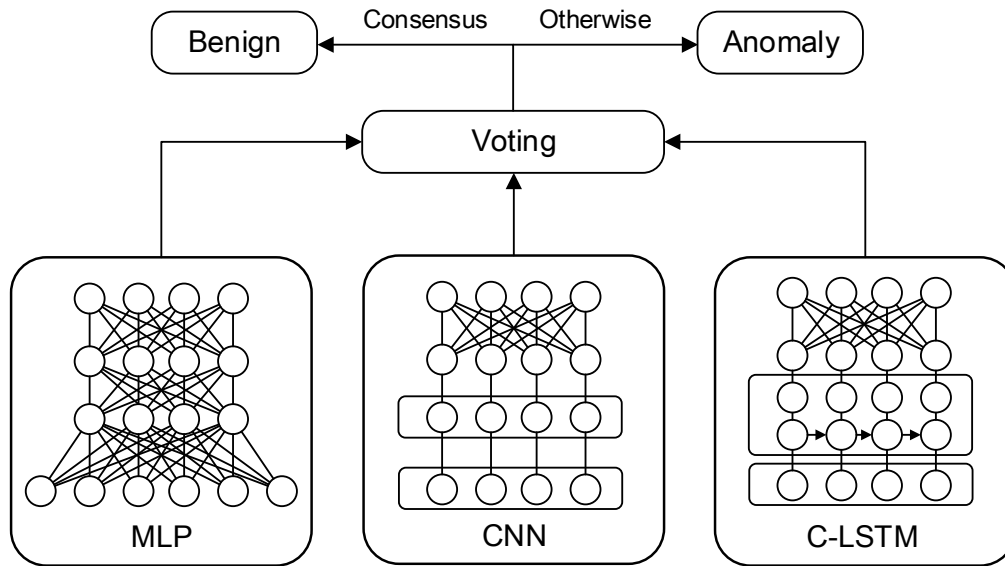 Consensus
Otherwise
Benign
Anomaly
Voting
MLP
CNN
C-LSTM